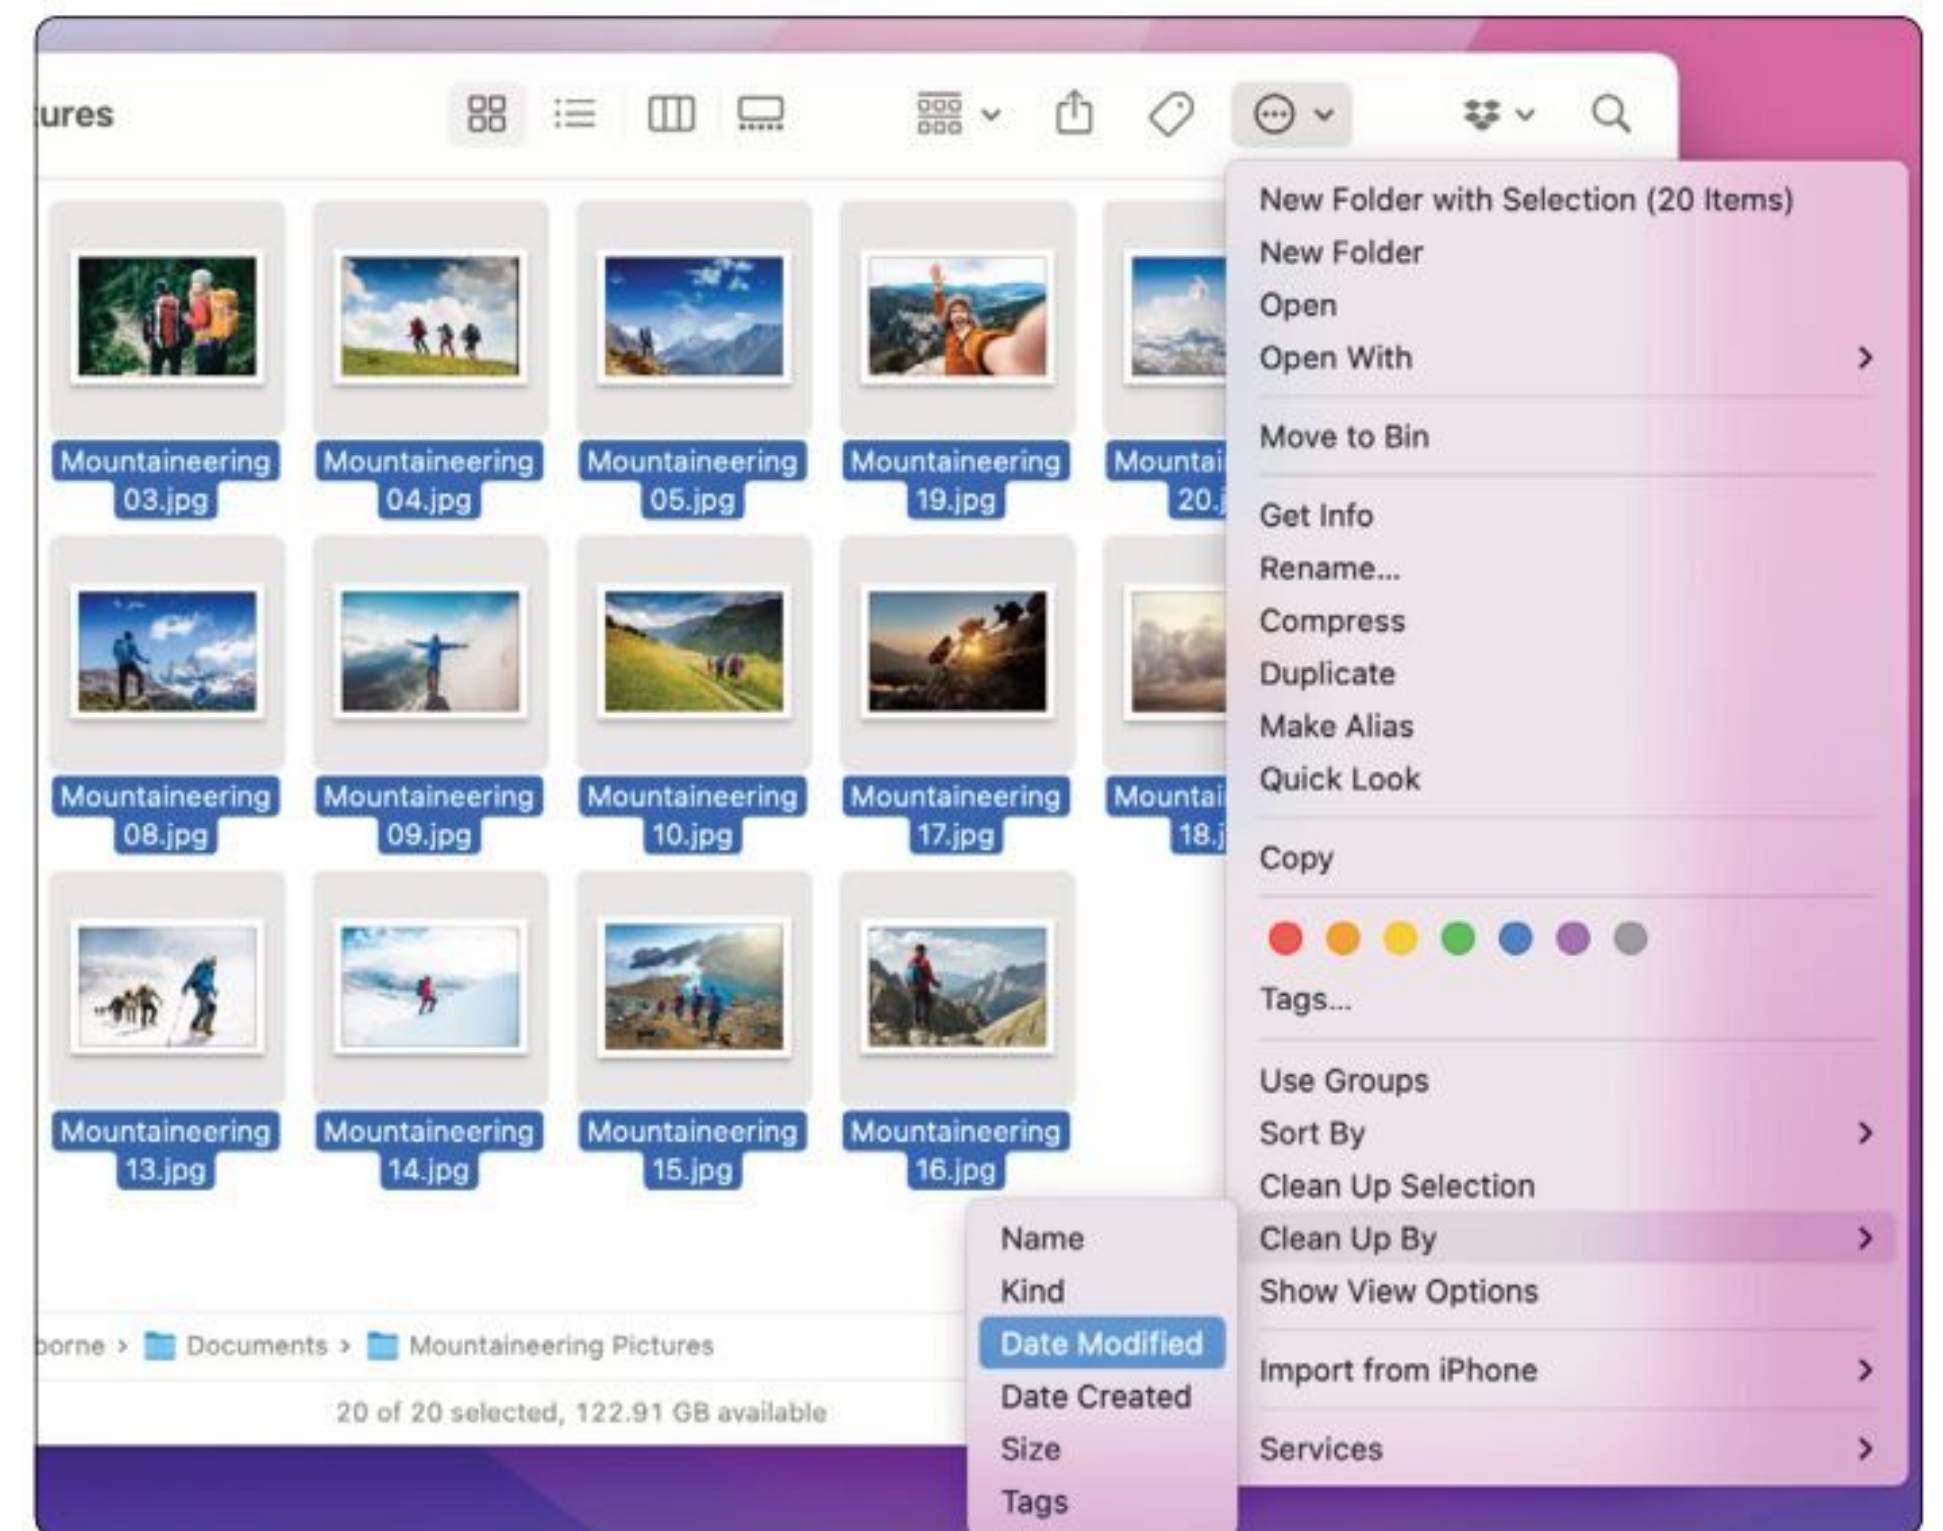 ures
New Folder with Selection (20 Items)
New Folder
Open
Open With
Move to Bin
Get Info
Rename...
Compress
Duplicate
Make Alias
Quick Look
Copy
Tags...
Use Groups
Sort By
Clean Up Selection
Clean Up By
Show View Options
Import from iPhone
Services
Mountaineering
03.jpg
Mountaineering
04.jpg
Mountaineering
05.jpg
Mountaineering
19.jpg
Mountai
20.j
Mountaineering
08.jpg
Mountaineering
09.jpg
Mountaineering
10.jpg
Mountaineering
17.jpg
Mountai
18.j
Mountaineering
13.jpg
Mountaineering
14.jpg
Mountaineering
15.jpg
Mountaineering
16.jpg
Name
Kind
Date Modified
Date Created
Size
Tags
borne > Documents > Mountaineering Pictures
20 of 20 selected, 122.91 GB available